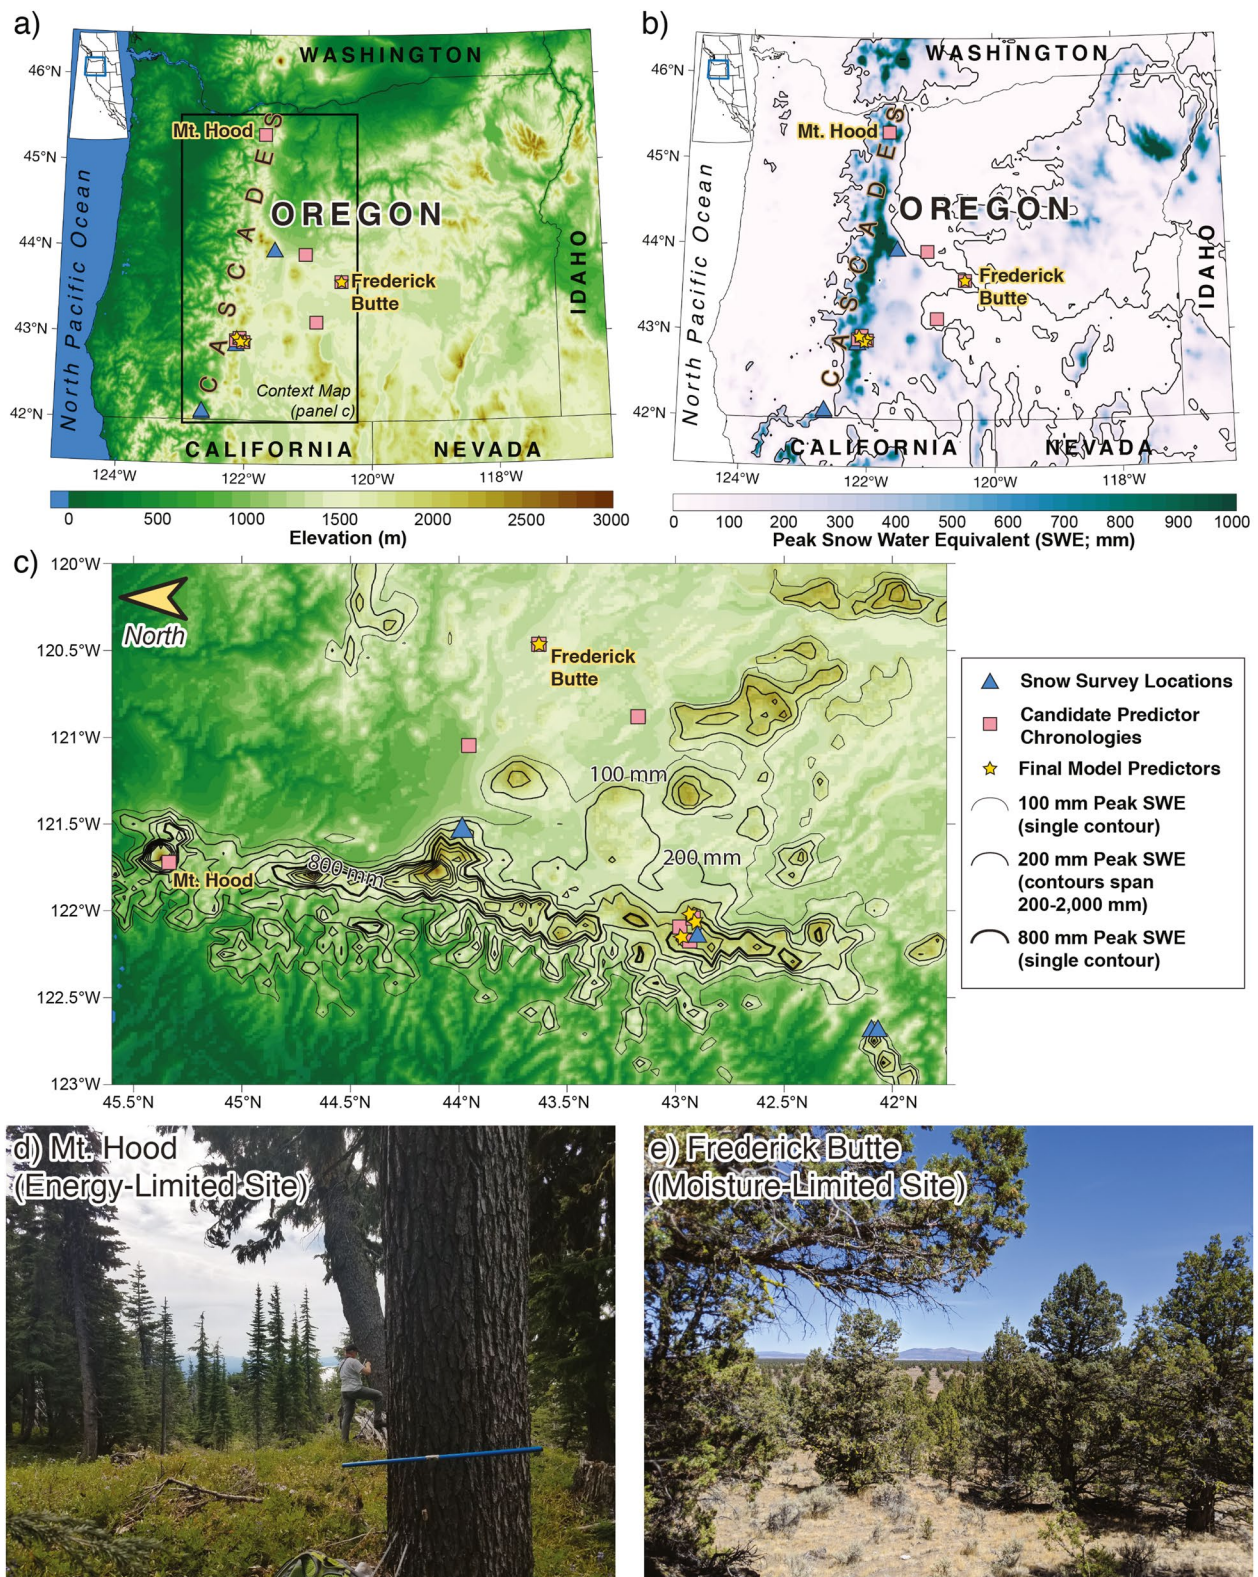 a)
WASHINGTON
46°N
45°N
44°N
43°N
42°N
Mt. Hood
CASCADES
OREGON
North Pacific Ocean
IDAHO
Frederick
Butte
Context Map
(panel c)
CALIFORNIA
NEVADA
124°W
122°W
120°W
118°W
0
500
1000
1500
2000
2500
3000
Elevation (m)
b)
WASHINGTON
46°N
45°N
44°N
43°N
42°N
Mt. Hood
CASCADES
OREGON
North Pacific Ocean
IDAHO
Frederick
Butte
CALIFORNIA
NEVADA
124°W
122°W
120°W
118°W
0
100
200
300
400
500
600
700
800
900
1000
Peak Snow Water Equivalent (SWE; mm)
c)
120°W
120.5°W
121°W
121.5°W
122°W
122.5°W
123°W
North
Frederick
Butte
100 mm
200 mm
800 mm
Mt. Hood
45.5°N
45°N
44.5°N
44°N
43.5°N
43°N
42.5°N
42°N
Snow Survey Locations
Candidate Predictor
Chronologies
Final Model Predictors
100 mm Peak SWE
(single contour)
200 mm Peak SWE
(contours span
200-2,000 mm)
800 mm Peak SWE
(single contour)
d) Mt. Hood
(Energy-Limited Site)
e) Frederick Butte
(Moisture-Limited Site)